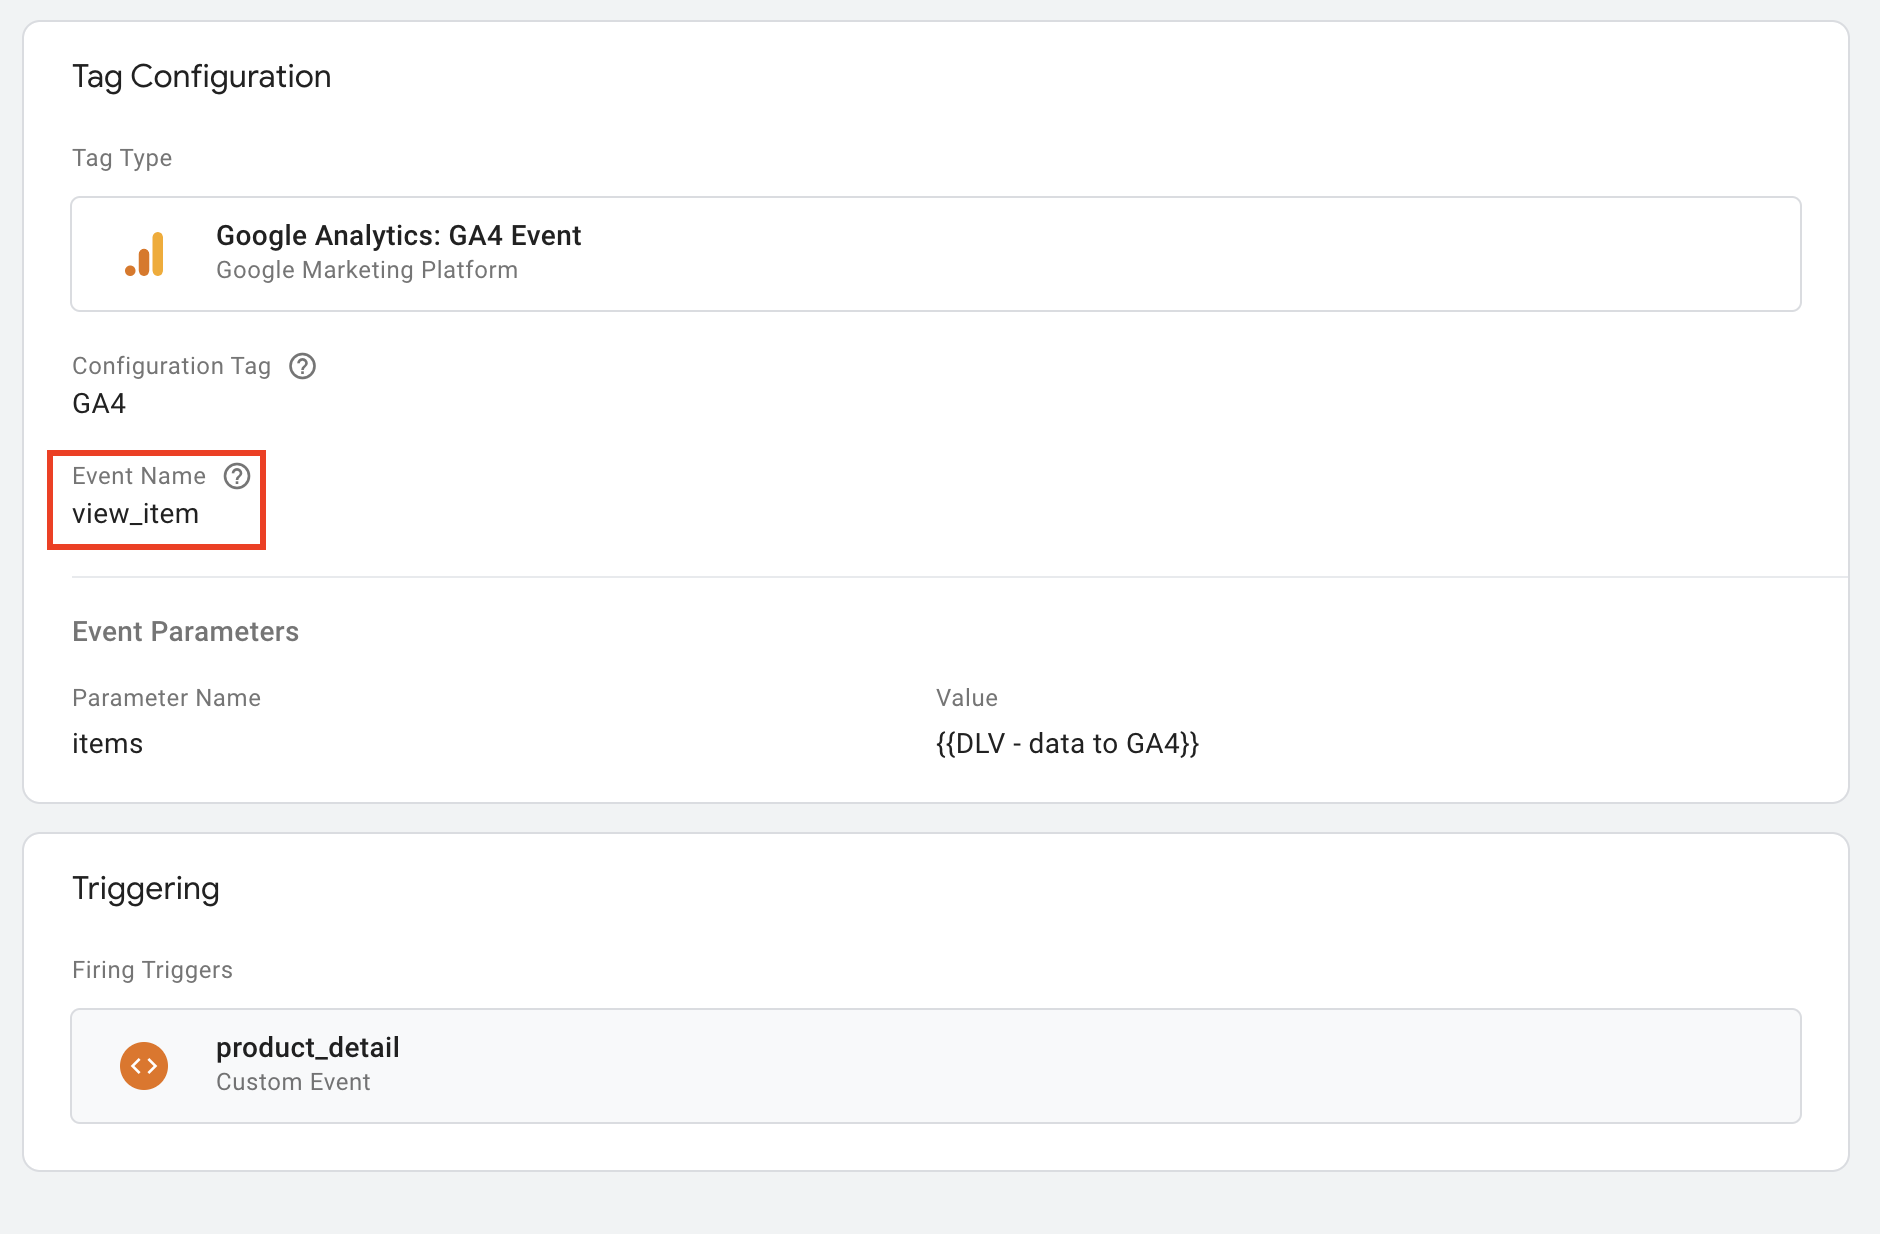 Tag Configuration
Tag Type
Google Analytics: GA4 Event
Google Marketing Platform
Configuration Tag
GA4
Event Name
view_item
Event Parameters
Parameter Name Value
items {{DLV - data to GA4}}
Triggering
Firing Triggers
product_detail
Custom Event